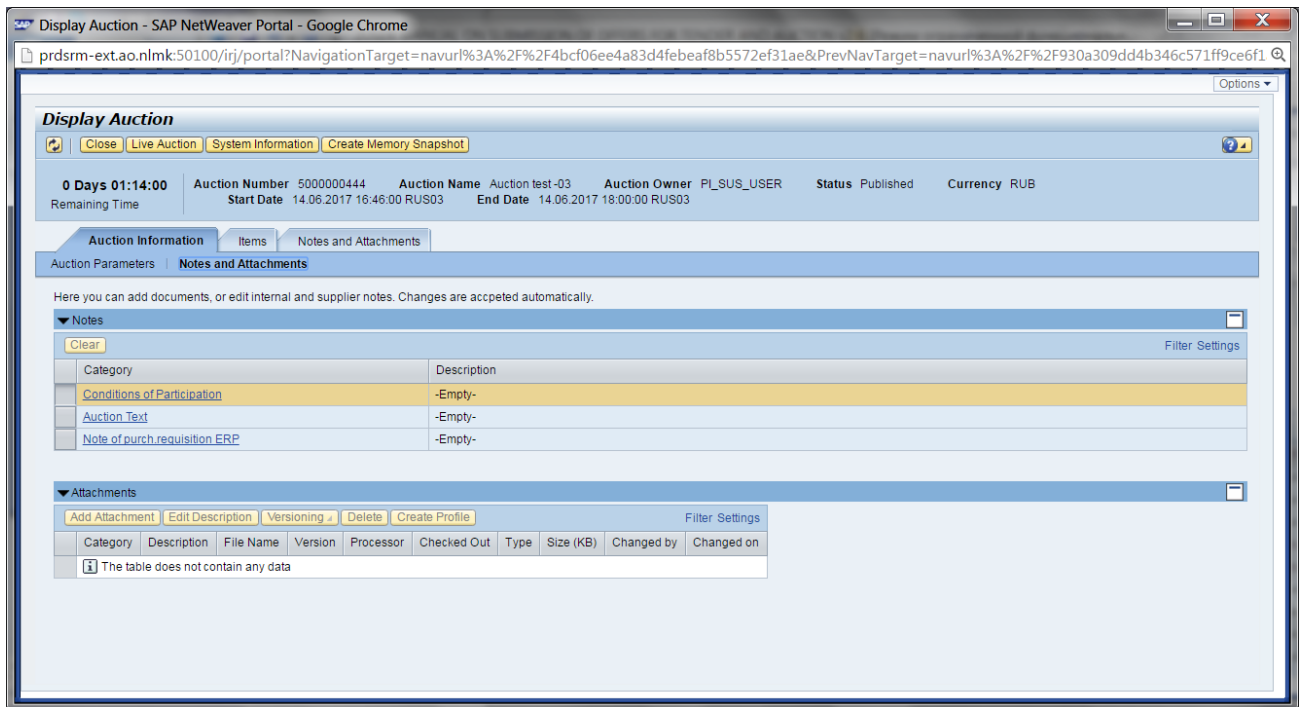 Display Auction - SAP NetWeaver Portal - Google Chrome
prdsrm-ext.ao.nlmk:50100/irj/portal?NavigationTarget=navurl%3A%2F%2F4bcf06ee4a83d4febeaf8b5572ef31ae&PrevNavTarget=navurl%3A%2F%2F930a309dd4b346c571ff9ce6f1
Options
Display Auction
Close Live Auction System Information Create Memory Snapshot
0 Days 01:14:00 Auction Number 5000000444 Auction Name Auction test-03 Auction Owner PI_SUS_USER Status Published Currency RUB
Remaining Time Start Date 14.06.2017 16:46:00 RUS03 End Date 14.06.2017 18:00:00 RUS03
Auction Information Items Notes and Attachments
Auction Parameters Notes and Attachments
Here you can add documents, or edit internal and supplier notes. Changes are accpeted automatically.
Notes
Clear Filter Settings
Category Description
Conditions of Participation -Empty-
Auction Text -Empty-
Note of purch.requisition ERP -Empty-
Attachments
Add Attachment Edit Description Versioning Delete Create Profile Filter Settings
Category Description File Name Version Processor Checked Out Type Size (KB) Changed by Changed on
The table does not contain any data